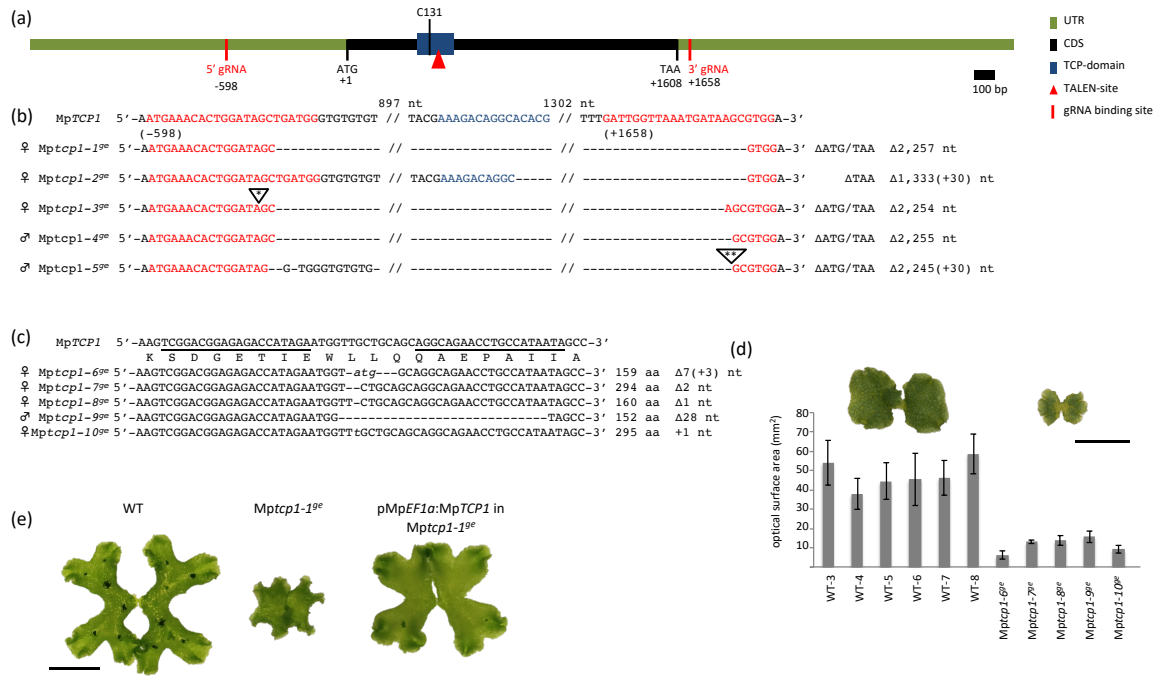 (a)
C131
5′ gRNA
-598
ATG
+1
TAA
+1608
3′ gRNA
+1658
UTR
CDS
TCP-domain
TALEN-site
gRNA binding site
100 bp
(b)
897 nt 1302 nt
MpTCP1 5′-AATGAAACACTGGATAGCTGATGGGTGTGTGT // TACGAAAGACAGGCACACG // TTTGATTGGTTAAATGATAAGCGTGGA-3′
(-598) (+1658)
♀ Mptcp1-1ge 5′-AATGAAACACTGGATAGC-------------- // ------------------- // ----------------------GTGGA-3′ ΔATG/TAA Δ2,257 nt
♀ Mptcp1-2ge 5′-AATGAAACACTGGATAGCTGATGGGTGTGTGT // TACGAAAGACAGGC----- // ----------------------GTGGA-3′ ΔTAA Δ1,333(+30) nt
*
♀ Mptcp1-3ge 5′-AATGAAACACTGGATAGC-------------- // ------------------- // -------------------AGCGTGGA-3′ ΔATG/TAA Δ2,254 nt
♂ Mptcp1-4ge 5′-AATGAAACACTGGATAGC-------------- // ------------------- // --------------------GCGTGGA-3′ ΔATG/TAA Δ2,255 nt
**
♂ Mptcp1-5ge 5′-AATGAAACACTGGATAG--G-TGGGTGTGTG- // ------------------- // --------------------GCGTGGA-3′ ΔATG/TAA Δ2,245(+30) nt
(c)
MpTCP1 5′-AAGTCGGACGGAGAGACCATAGAATGGTTGCTGCAGCAGGCAGAACCTGCCATAATAGCC-3′
K S D G E T I E W L L Q Q A E P A I I A
♀ Mptcp1-6ge 5′-AAGTCGGACGGAGAGACCATAGAATGGT-atg---GCAGGCAGAACCTGCCATAATAGCC-3′ 159 aa Δ7(+3) nt
♀ Mptcp1-7ge 5′-AAGTCGGACGGAGAGACCATAGAATGGT--CTGCAGCAGGCAGAACCTGCCATAATAGCC-3′ 294 aa Δ2 nt
♀ Mptcp1-8ge 5′-AAGTCGGACGGAGAGACCATAGAATGGTT-CTGCAGCAGGCAGAACCTGCCATAATAGCC-3′ 160 aa Δ1 nt
♂ Mptcp1-9ge 5′-AAGTCGGACGGAGAGACCATAGAATGG----------------------------TAGCC-3′ 152 aa Δ28 nt
♀Mptcp1-10ge 5′-AAGTCGGACGGAGAGACCATAGAATGGTTtGCTGCAGCAGGCAGAACCTGCCATAATAGC-3′ 295 aa +1 nt
(d)
optical surface area (mm2)
80
70
60
50
40
30
20
10
WT-3
WT-4
WT-5
WT-6
WT-7
WT-8
Mptcp1-6ge
Mptcp1-7ge
Mptcp1-8ge
Mptcp1-9ge
Mptcp1-10ge
(e)
WT
Mptcp1-1ge
pMpEF1α:MpTCP1 in
Mptcp1-1ge